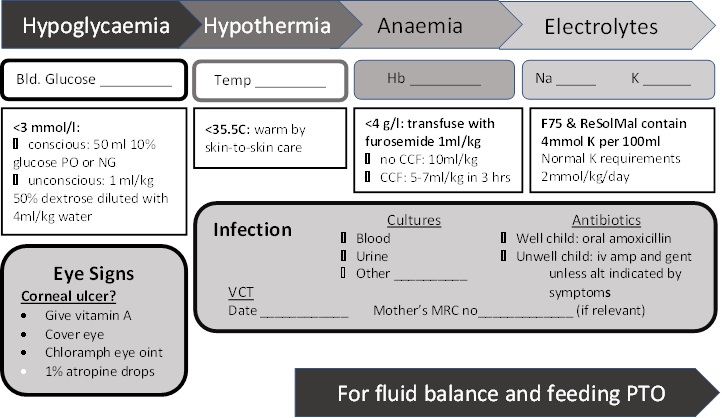 Hypoglycaemia
Hypothermia
Anaemia
Electrolytes
Bld. Glucose __________
Temp __________
Hb __________
Na ______ K _______
<3 mmol/l:
conscious: 50 ml 10%
glucose PO or NG
unconscious: 1 ml/kg
50% dextrose diluted with
4ml/kg water
<35.5C: warm by
skin-to-skin care
<4 g/l: transfuse with
furosemide 1ml/kg
no CCF: 10ml/kg
CCF: 5-7ml/kg in 3 hrs
F75 & ReSolMal contain
4mmol K per 100ml
Normal K requirements
2mmol/kg/day
Infection
Cultures
Blood
Urine
Other __________
Antibiotics
Well child: oral amoxicillin
Unwell child: iv amp and gent
unless alt indicated by
symptoms
VCT
Date ____________ Mother's MRC no_____________ (if relevant)
Eye Signs
Corneal ulcer?
• Give vitamin A
• Cover eye
• Chloramph eye oint
• 1% atropine drops
For fluid balance and feeding PTO